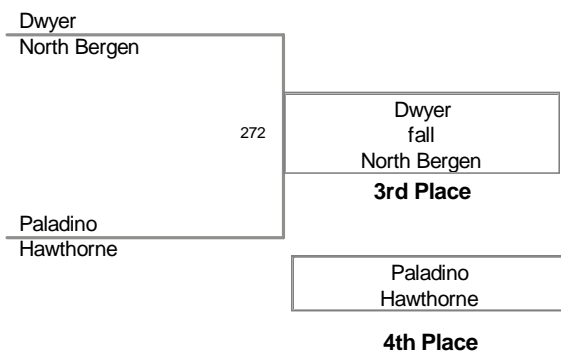 Dwyer
North Bergen
272
Dwyer
fall
North Bergen
3rd Place
Paladino
Hawthorne
Paladino
Hawthorne
4th Place